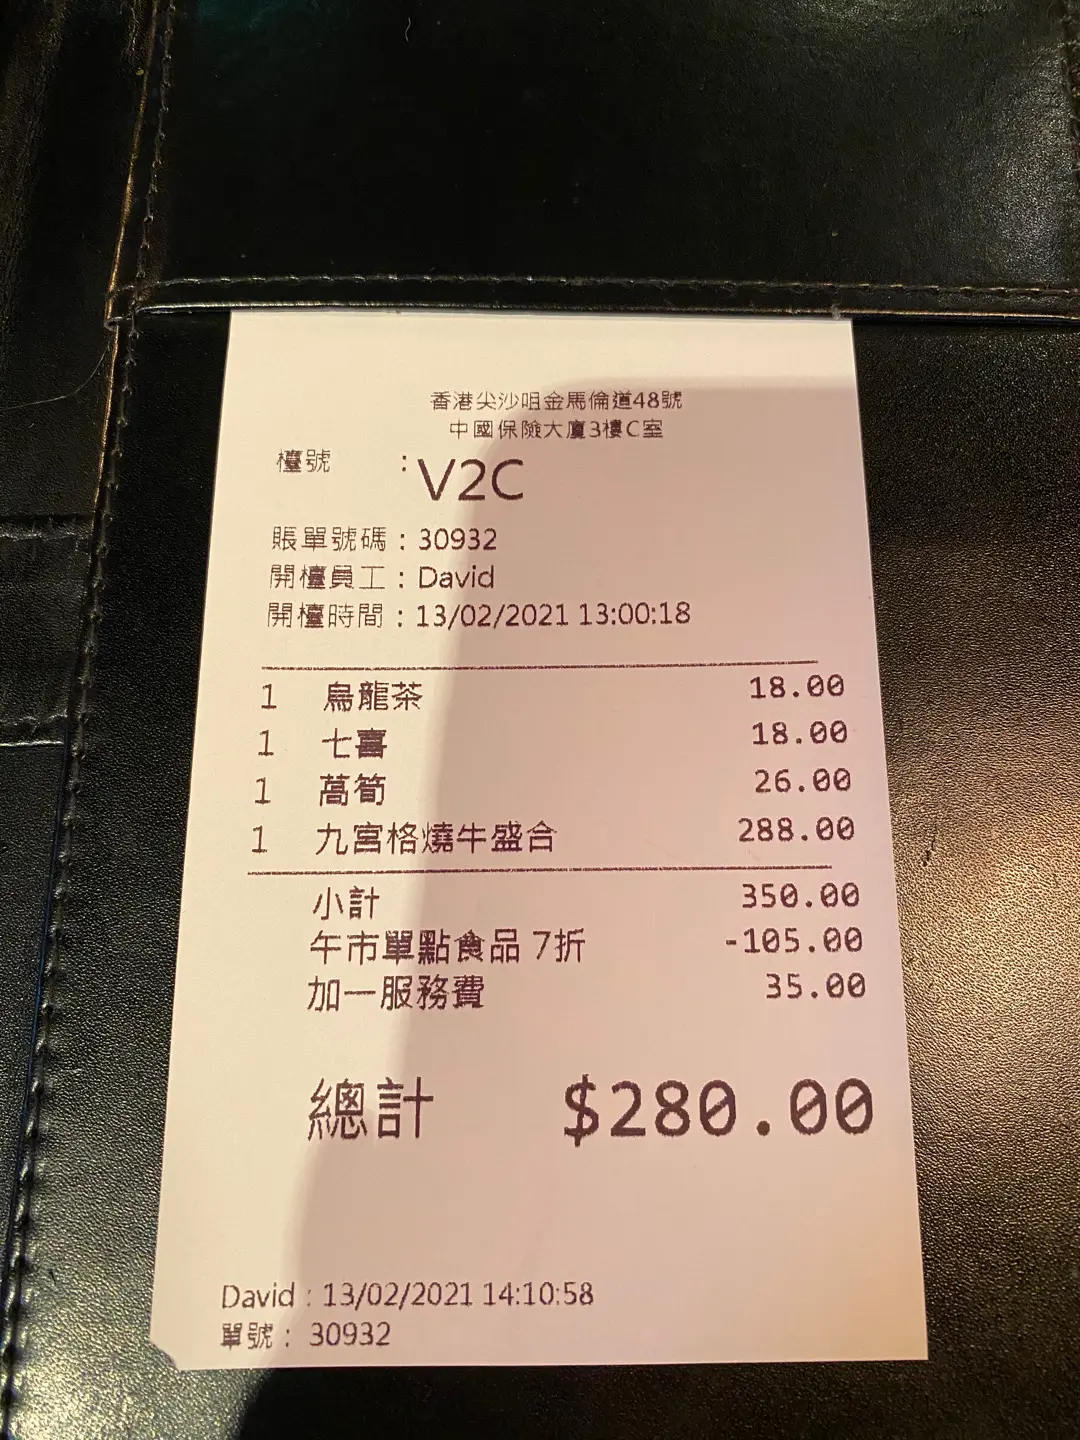 香港尖沙咀金馬倫道48號
中國保險大廈3樓C室
檯號 : V2C
賬單號碼 : 30932
開檯員工 : David
開檯時間 : 13/02/2021 13:00:18
1 烏龍茶 18.00
1 七喜 18.00
1 萵筍 26.00
1 九宮格燒牛盛合 288.00
小計 350.00
午市單點食品 7折 -105.00
加一服務費 35.00
總計 $280.00
David : 13/02/2021 14:10:58
單號 : 30932